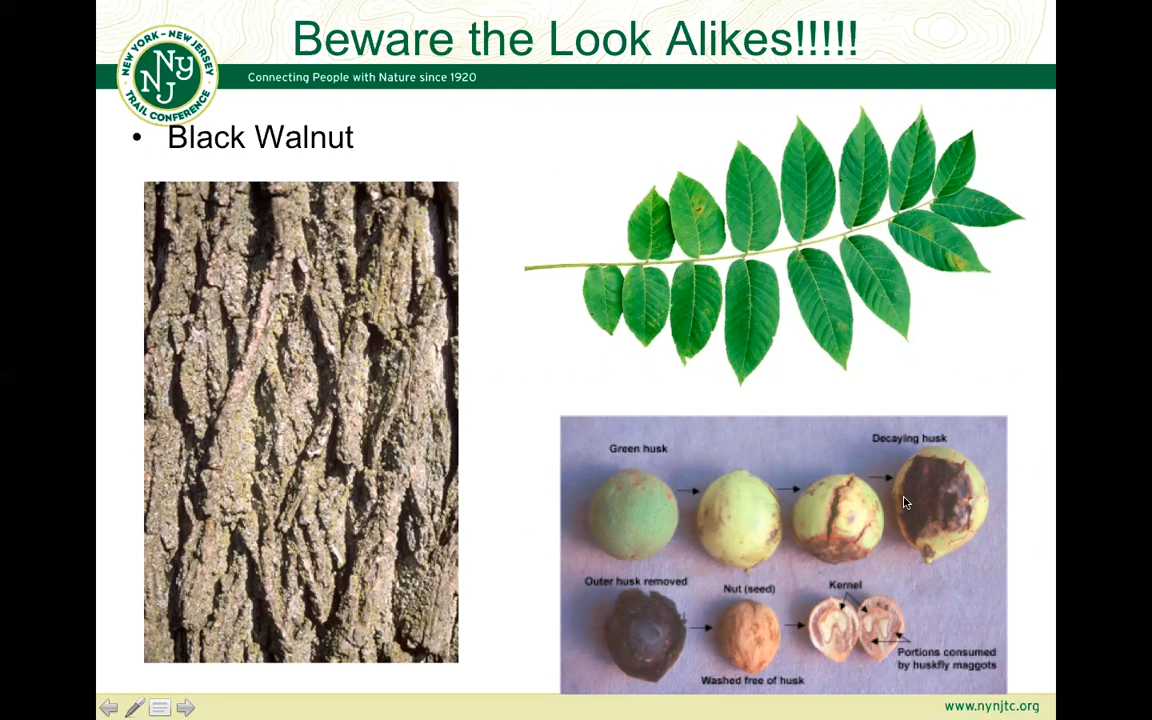 Beware the Look Alikes!!!!!
NEW YORK - NEW JERSEY
NY
NJ
TRAIL CONFERENCE
Connecting People with Nature since 1920
• Black Walnut
Green husk
Decaying husk
Outer husk removed
Nut (seed)
Kernel
Portions consumed
by huskfly maggots
Washed free of husk
www.nynjtc.org